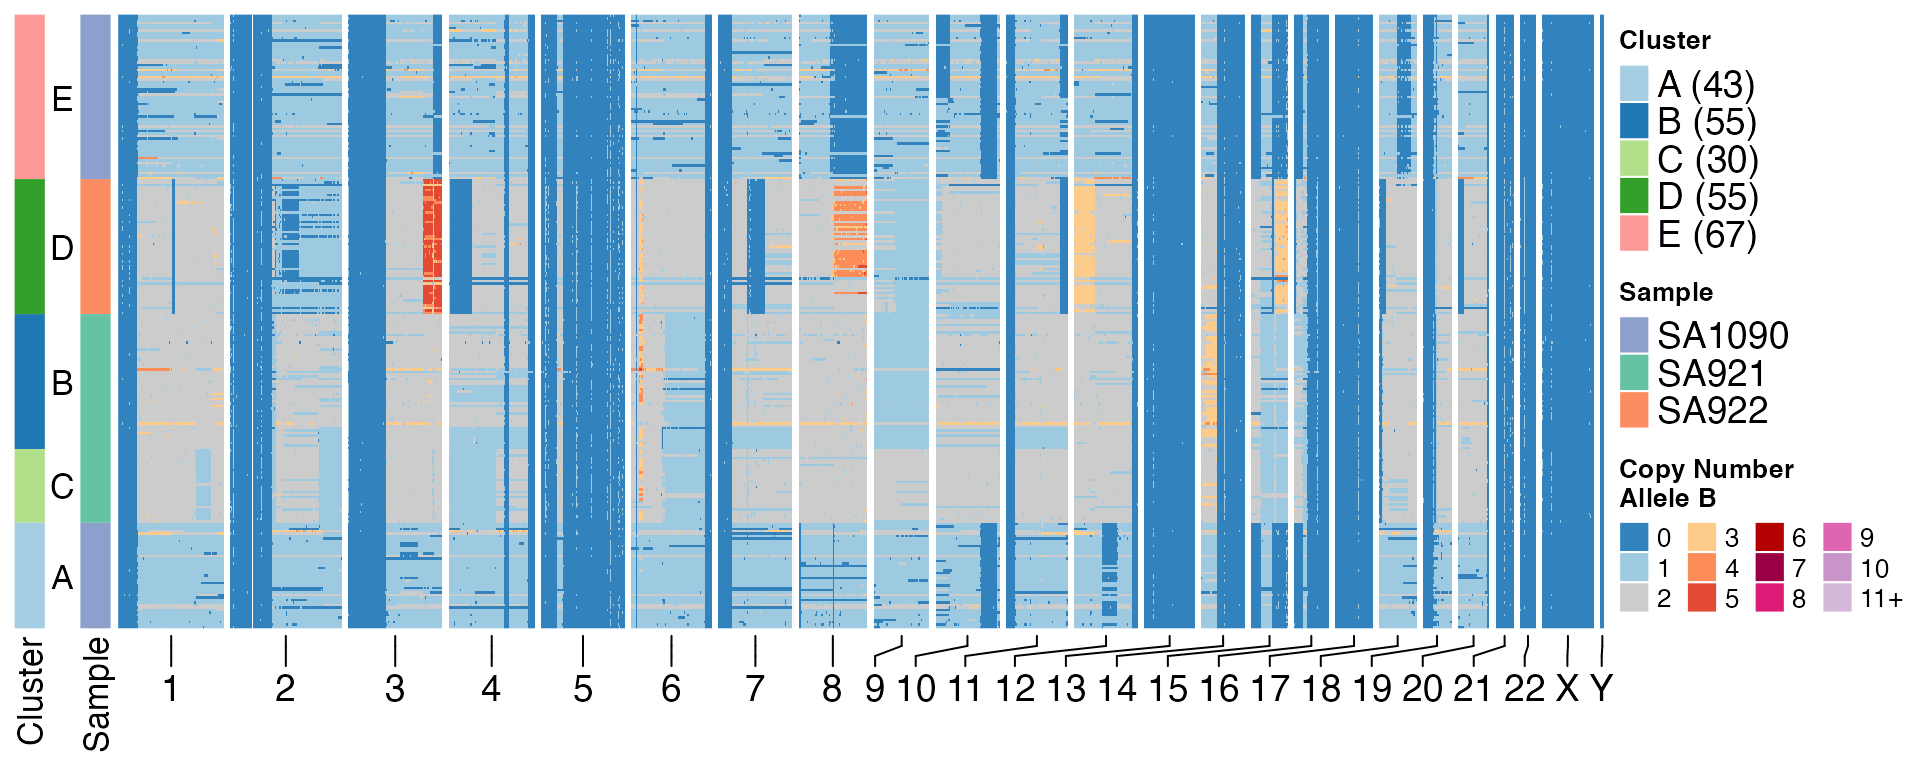 E
D
B
C
A
Cluster
Sample
1 2 3 4 5 6 7 8 9 10 11 12 13 14 15 16 17 18 19 20 21 22 X Y
Cluster
A (43)
B (55)
C (30)
D (55)
E (67)
Sample
SA1090
SA921
SA922
Copy Number
Allele B
0 3 6 9
1 4 7 10
2 5 8 11+